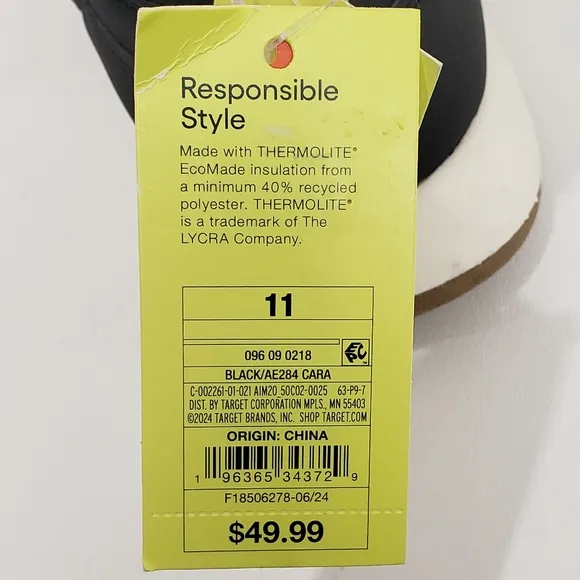 Responsible
Style
Made with THERMOLITE®
EcoMade insulation from
a minimum 40% recycled
polyester. THERMOLITE®
is a trademark of The
LYCRA Company.
11
096 09 0218
EPC™
BLACK/AE284 CARA
C-002261-01-021 AIM20 50C02-0025 63-P9-7
DIST. BY TARGET CORPORATION MPLS., MN 55403
©2024 TARGET BRANDS, INC. SHOP TARGET.COM
ORIGIN: CHINA
1 96365 34372 9
F18506278-06/24
$49.99